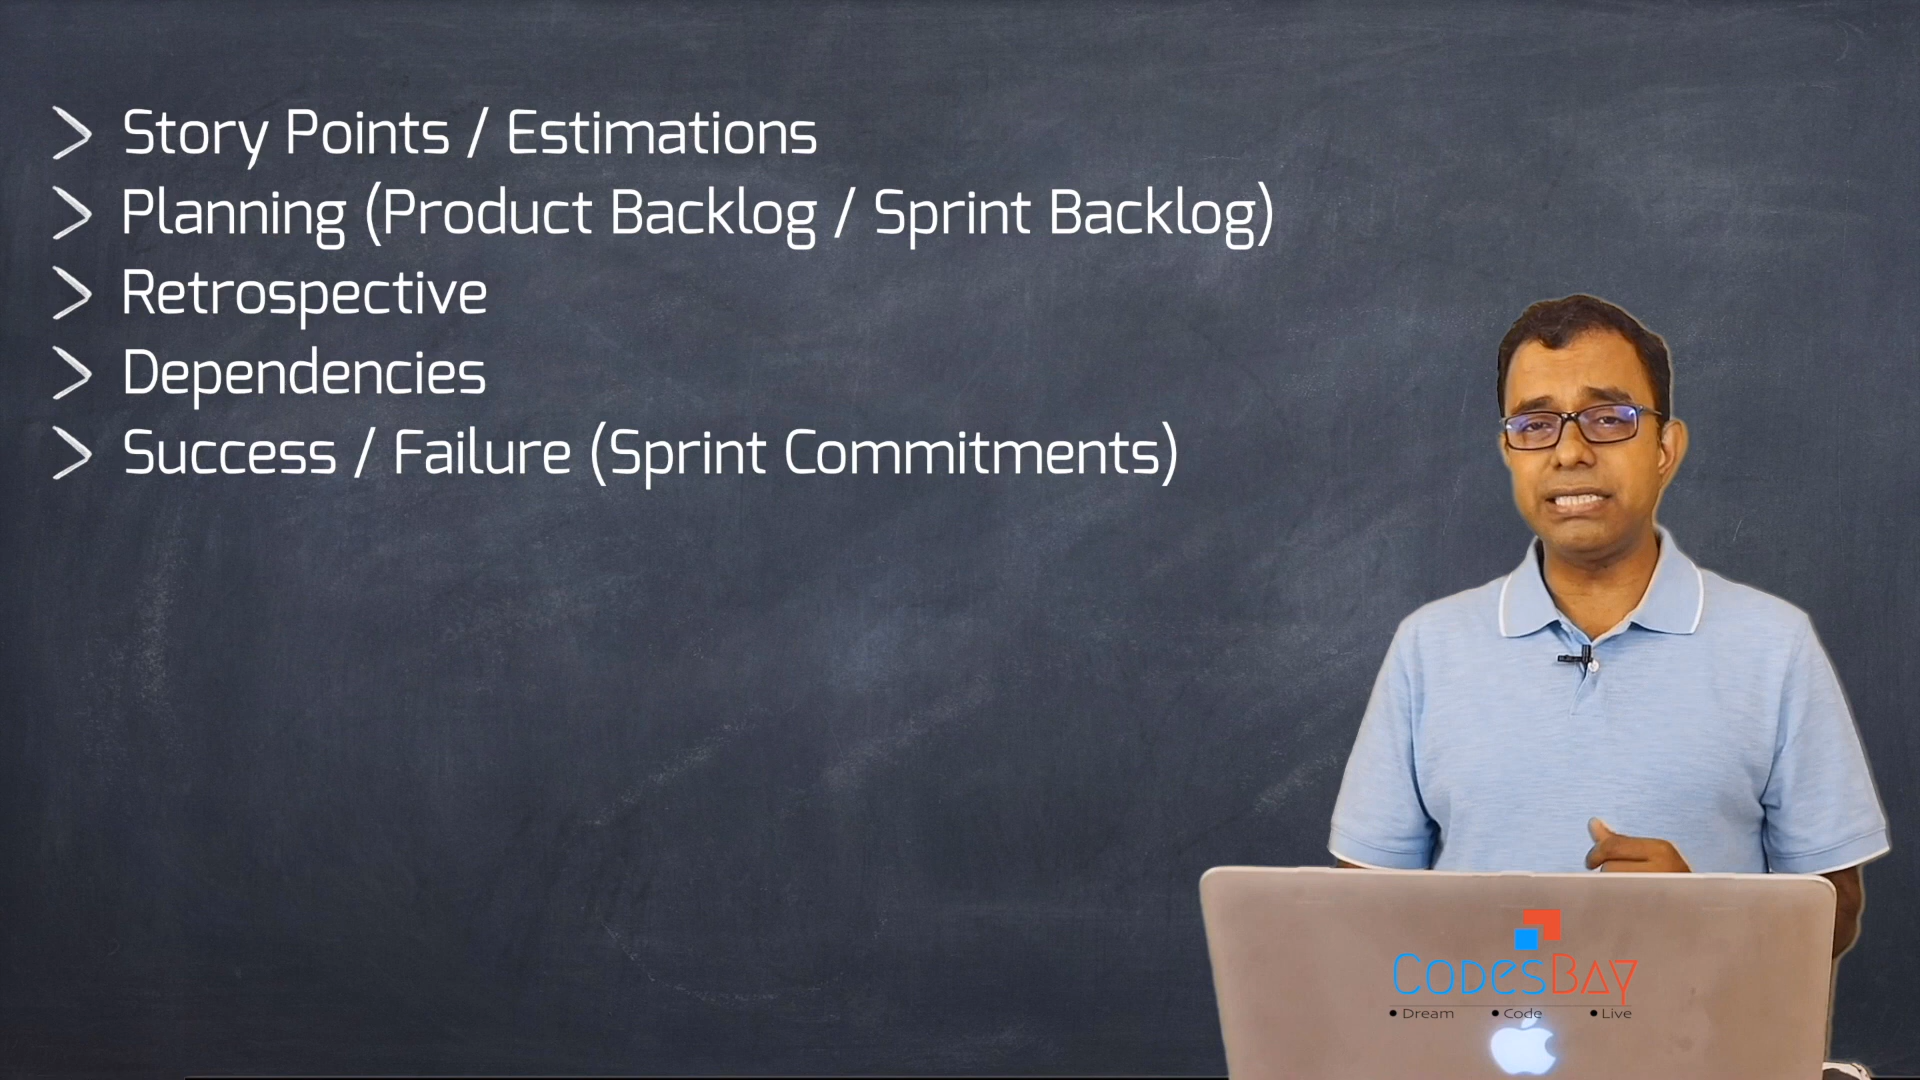 Story Points / Estimations
Planning (Product Backlog / Sprint Backlog)
Retrospective
Dependencies
Success / Failure (Sprint Commitments)
CodesBay
• Dream • Code • Live